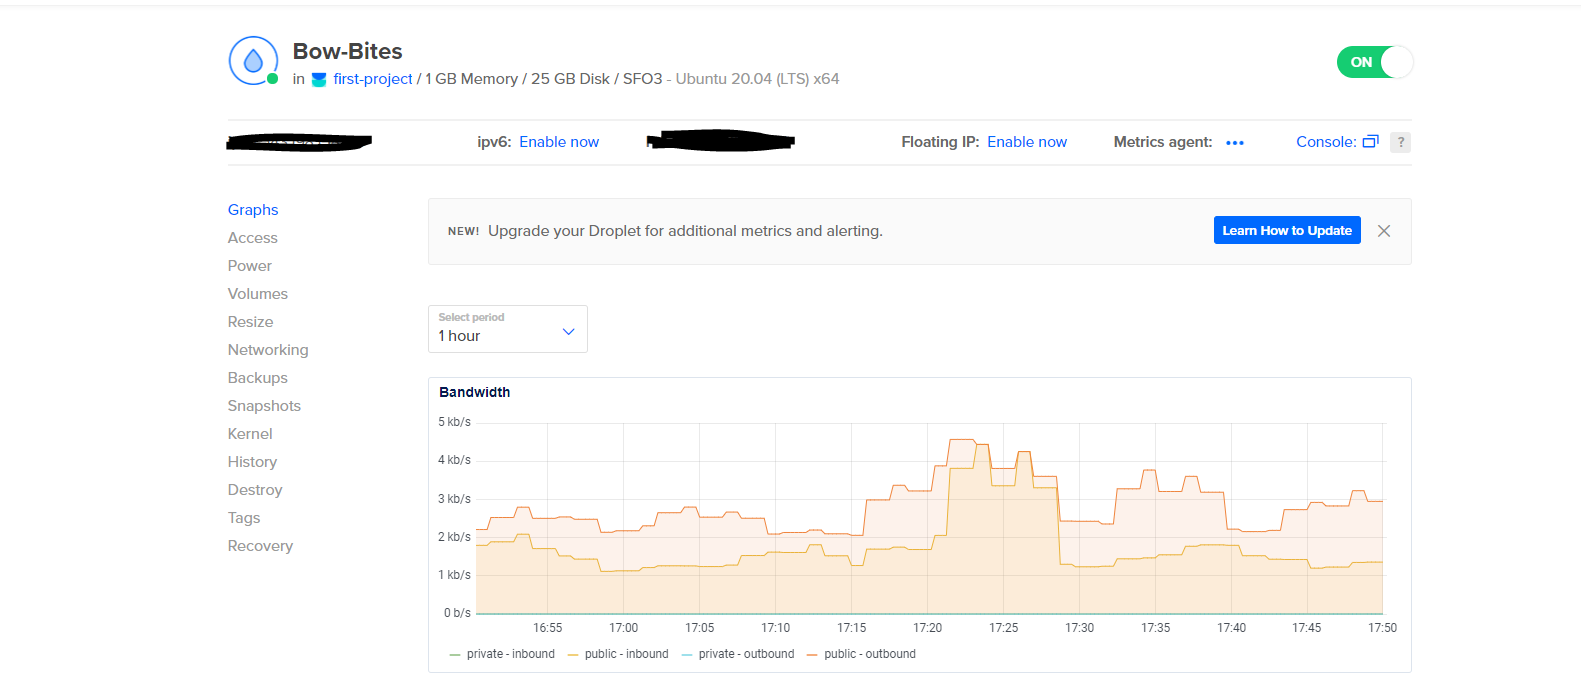 Bow-Bites
in first-project / 1 GB Memory / 25 GB Disk / SFO3 - Ubuntu 20.04 (LTS) x64
ON
ipv6: Enable now
Floating IP: Enable now
Metrics agent: •••
Console: ?
Graphs
Access
Power
Volumes
Resize
Networking
Backups
Snapshots
Kernel
History
Destroy
Tags
Recovery
NEW! Upgrade your Droplet for additional metrics and alerting.
Learn How to Update
Select period
1 hour
Bandwidth
5 kb/s
4 kb/s
3 kb/s
2 kb/s
1 kb/s
0 b/s
16:55 17:00 17:05 17:10 17:15 17:20 17:25 17:30 17:35 17:40 17:45 17:50
private - inbound public - inbound private - outbound public - outbound